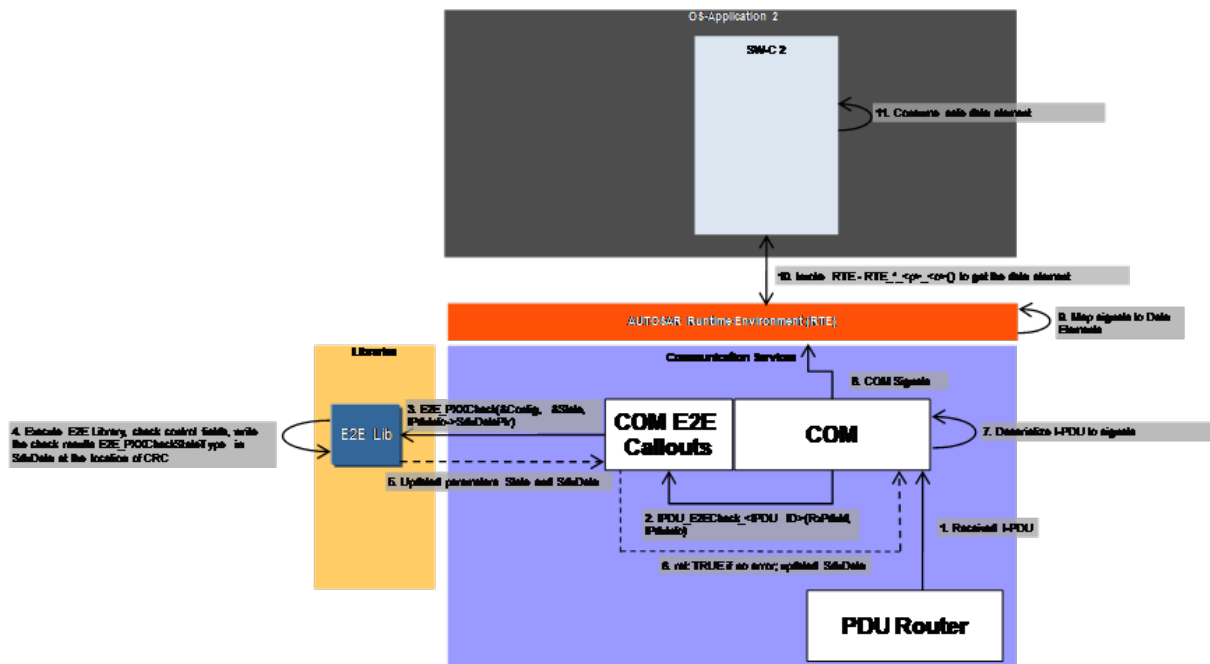 OS-Application 2
SW-C 2
11. Consume safe data element
10. Invoke RTE - RTE_*_<p>_<o>() to get the data element
AUTOSAR Runtime Environment (RTE)
9. Map signals to Data
Elements
Libraries
Communication Services
8. COM Signals
3. E2E_PXXCheck(&Config, &State,
IPduInfo->SduDataPtr)
4. Execute E2E Library, check control fields, write
the check results E2E_PXXCheckStateType in
SduData at the location of CRC
E2E Lib
COM E2E
Callouts
COM
7. Deserialize I-PDU to signals
5. Updated parameters State and SduData
2. IPDU_E2ECheck_<IPDU ID>(RxPduId,
IPduInfo)
1. Received I-PDU
6. ret TRUE if no error; updated SduData
PDU Router